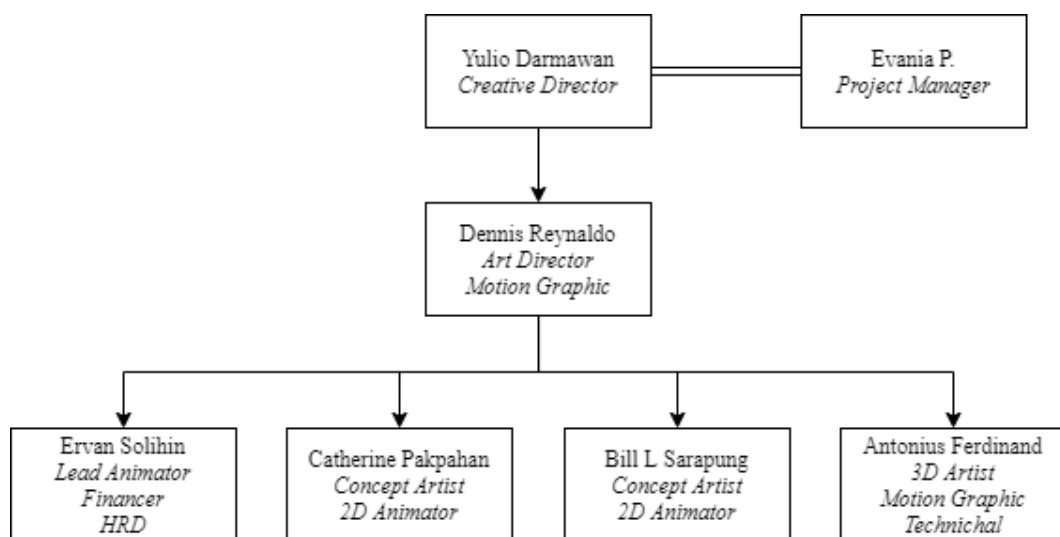 Yulio Darmawan
Creative Director
Evania P.
Project Manager
Dennis Reynaldo
Art Director
Motion Graphic
Ervan Solihin
Lead Animator
Financer
HRD
Catherine Pakpahan
Concept Artist
2D Animator
Bill L Sarapung
Concept Artist
2D Animator
Antonius Ferdinand
3D Artist
Motion Graphic
Technichal